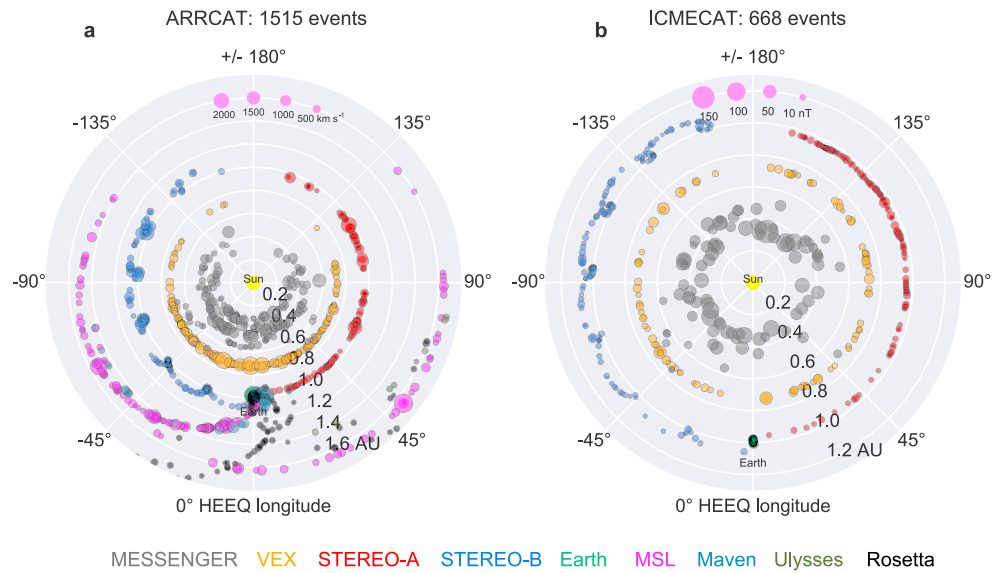 ARRCAT: 1515 events
ICMECAT: 668 events
a
b
+/- 180°
+/- 180°
2000
1500
1000
500 km s⁻¹
150
100
50
10 nT
-135°
135°
-135°
135°
-90°
90°
-90°
90°
Sun
Sun
0.2
0.4
0.6
0.8
1.0
1.2
1.4
1.6 AU
0.2
0.4
0.6
0.8
1.0
1.2 AU
Earth
Earth
-45°
45°
-45°
45°
0° HEEQ longitude
0° HEEQ longitude
MESSENGER VEX STEREO-A STEREO-B Earth MSL Maven Ulysses Rosetta